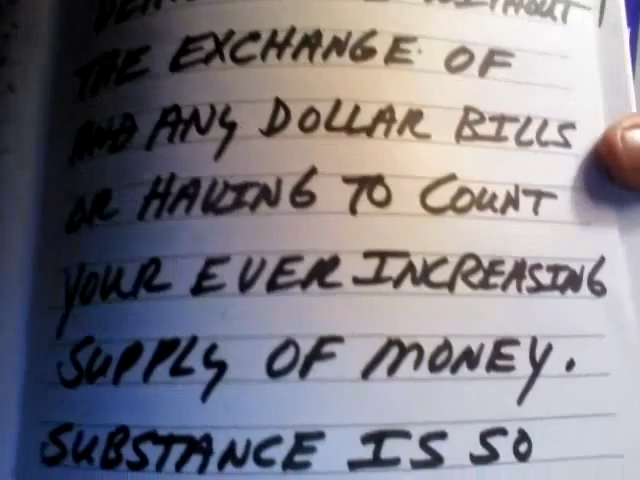 WITHOUT
THE EXCHANGE OF
ANY DOLLAR BILLS
OR HAVING TO COUNT
YOUR EVER INCREASING
SUPPLY OF MONEY.
SUBSTANCE IS SO